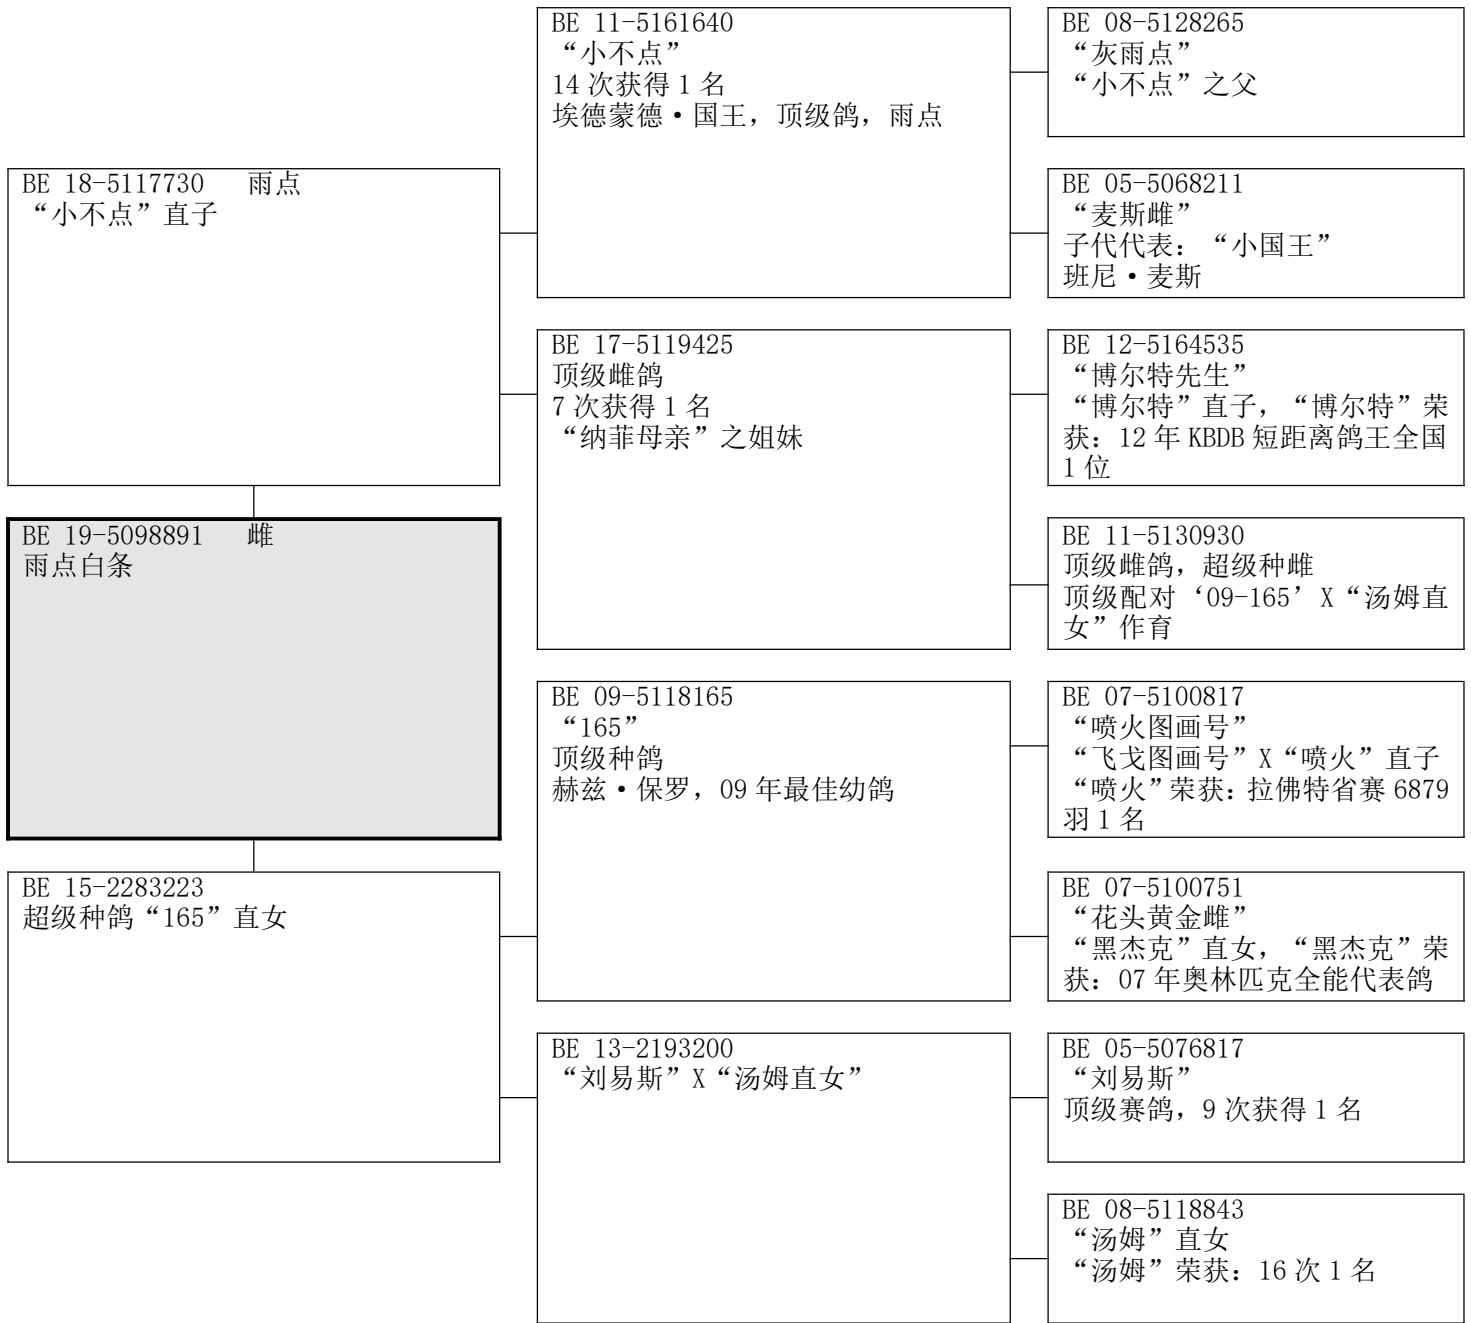 BE 18-5117730 雨点
“小不点”直子
BE 19-5098891 雌
雨点白条
BE 15-2283223
超级种鸽“165”直女
BE 11-5161640
“小不点”
14 次获得 1 名
埃德蒙德·国王，顶级鸽，雨点
BE 17-5119425
顶级雌鸽
7 次获得 1 名
“纳菲母亲”之姐妹
BE 09-5118165
“165”
顶级种鸽
赫兹·保罗，09 年最佳幼鸽
BE 13-2193200
“刘易斯”X“汤姆直女”
BE 08-5128265
“灰雨点”
“小不点”之父
BE 05-5068211
“麦斯雌”
子代代表：“小国王”
班尼·麦斯
BE 12-5164535
“博尔特先生”
“博尔特”直子，“博尔特”荣
获：12 年 KBDB 短距离鸽王全国
1 位
BE 11-5130930
顶级雌鸽，超级种雌
顶级配对‘09-165’X“汤姆直
女”作育
BE 07-5100817
“喷火图画号”
“飞戈图画号”X“喷火”直子
“喷火”荣获：拉佛特省赛 6879
羽 1 名
BE 07-5100751
“花头黄金雌”
“黑杰克”直女，“黑杰克”荣
获：07 年奥林匹克全能代表鸽
BE 05-5076817
“刘易斯”
顶级赛鸽，9 次获得 1 名
BE 08-5118843
“汤姆”直女
“汤姆”荣获：16 次 1 名